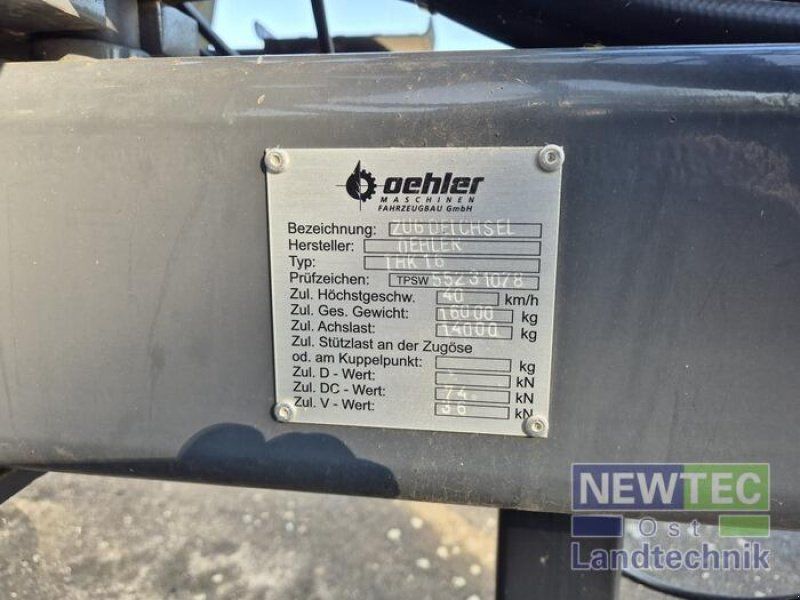 oehler
MASCHINEN
FAHRZEUGBAU GmbH
Bezeichnung: ZUGDEICHSEL
Hersteller: OEHLER
Typ: THK 16
Prüfzeichen: TPSW 55231078
Zul. Höchstgeschw. 40 km/h
Zul. Ges. Gewicht: 16000 kg
Zul. Achslast: 14000 kg
Zul. Stützlast an der Zugöse
od. am Kuppelpunkt: kg
Zul. D - Wert: - kN
Zul. DC - Wert: 74 kN
Zul. V - Wert: 36 kN
NEWTEC
Ost
Landtechnik